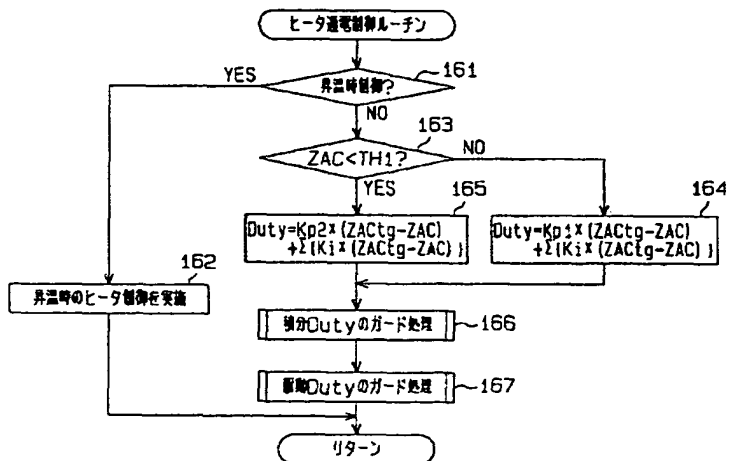 ヒータ通電制御ルーチン
161
昇温時制御?
YES
NO
163
ZAC<TH1?
NO
YES
165
164
Duty=Kp2×(ZACtg-ZAC)
+Σ{Ki×(ZACtg-ZAC)}
Duty=Kp1×(ZACtg-ZAC)
+Σ{Ki×(ZACtg-ZAC)}
162
昇温時のヒータ制御を実施
積分Dutyのガード処理
166
駆動Dutyのガード処理
167
リターン